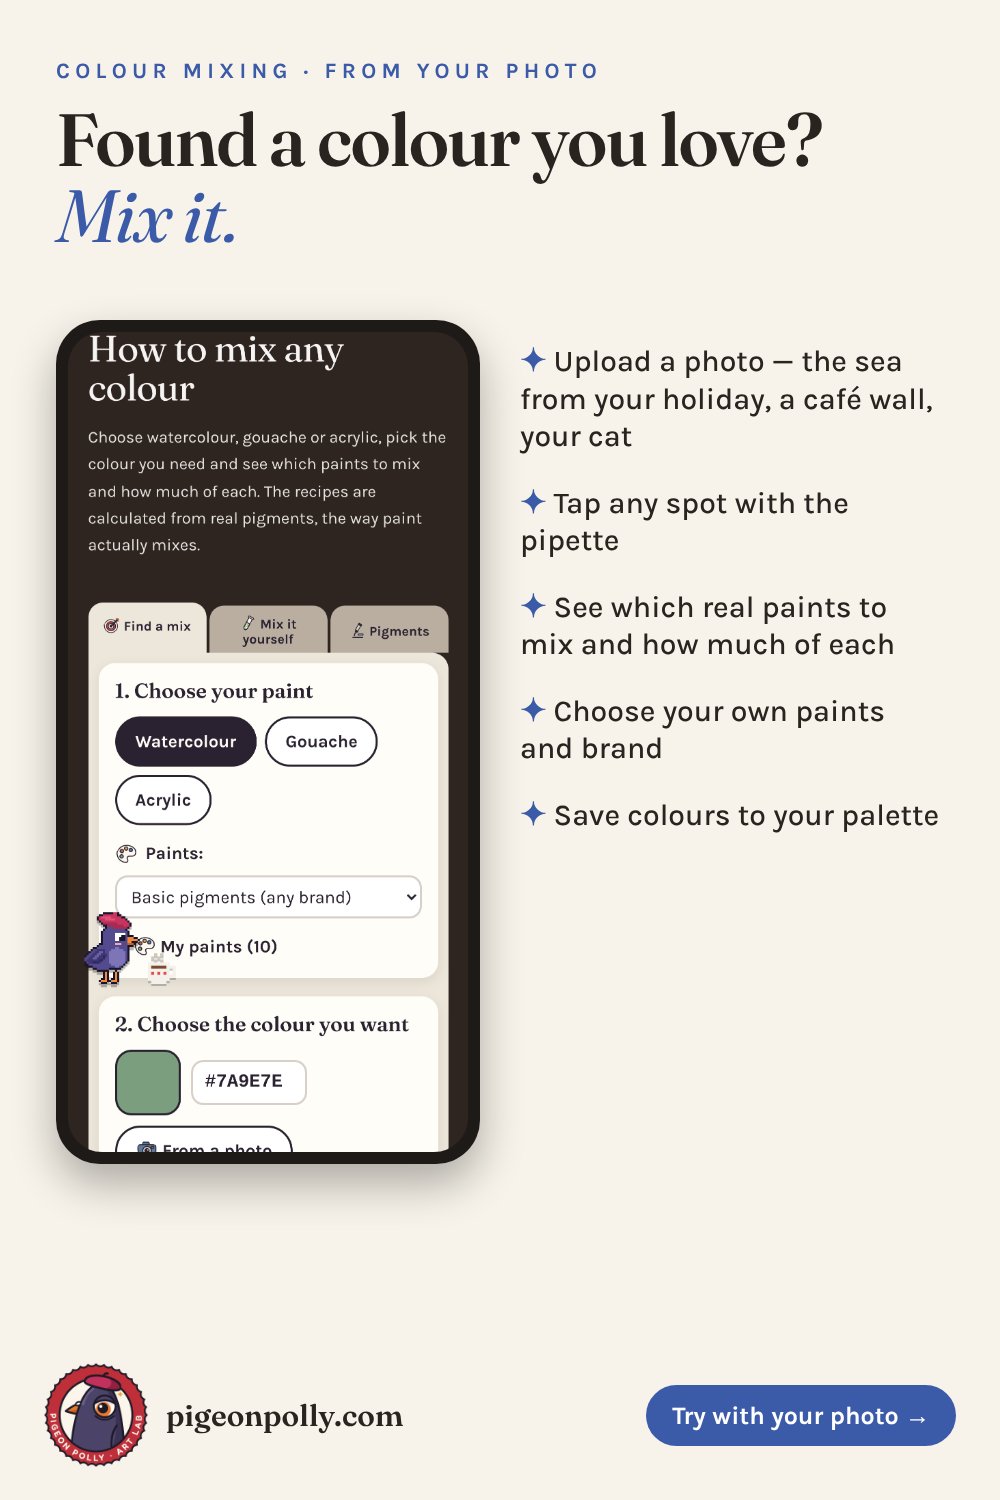 COLOUR MIXING · FROM YOUR PHOTO
Found a colour you love?
Mix it.
How to mix any
colour
Choose watercolour, gouache or acrylic, pick the
colour you need and see which paints to mix
and how much of each. The recipes are
calculated from real pigments, the way paint
actually mixes.
Find a mix
Mix it
yourself
Pigments
1. Choose your paint
Watercolour
Gouache
Acrylic
Paints:
Basic pigments (any brand)
My paints (10)
2. Choose the colour you want
#7A9E7E
From a photo
✦ Upload a photo — the sea
from your holiday, a café wall,
your cat
✦ Tap any spot with the
pipette
✦ See which real paints to
mix and how much of each
✦ Choose your own paints
and brand
✦ Save colours to your palette
PIGEON POLLY · ART LAB
pigeonpolly.com
Try with your photo →